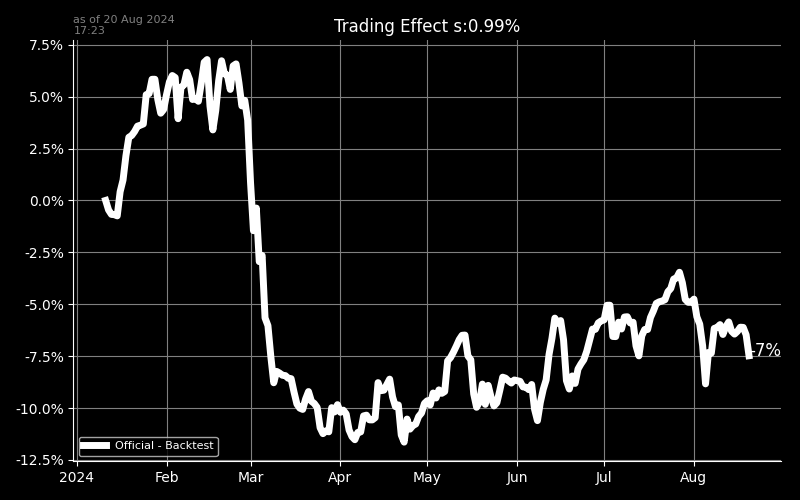 as of 20 Aug 2024
17:23
Trading Effect s:0.99%
7.5%
5.0%
2.5%
0.0%
-2.5%
-5.0%
-7.5%
-10.0%
-12.5%
-7%
Official - Backtest
2024 Feb Mar Apr May Jun Jul Aug